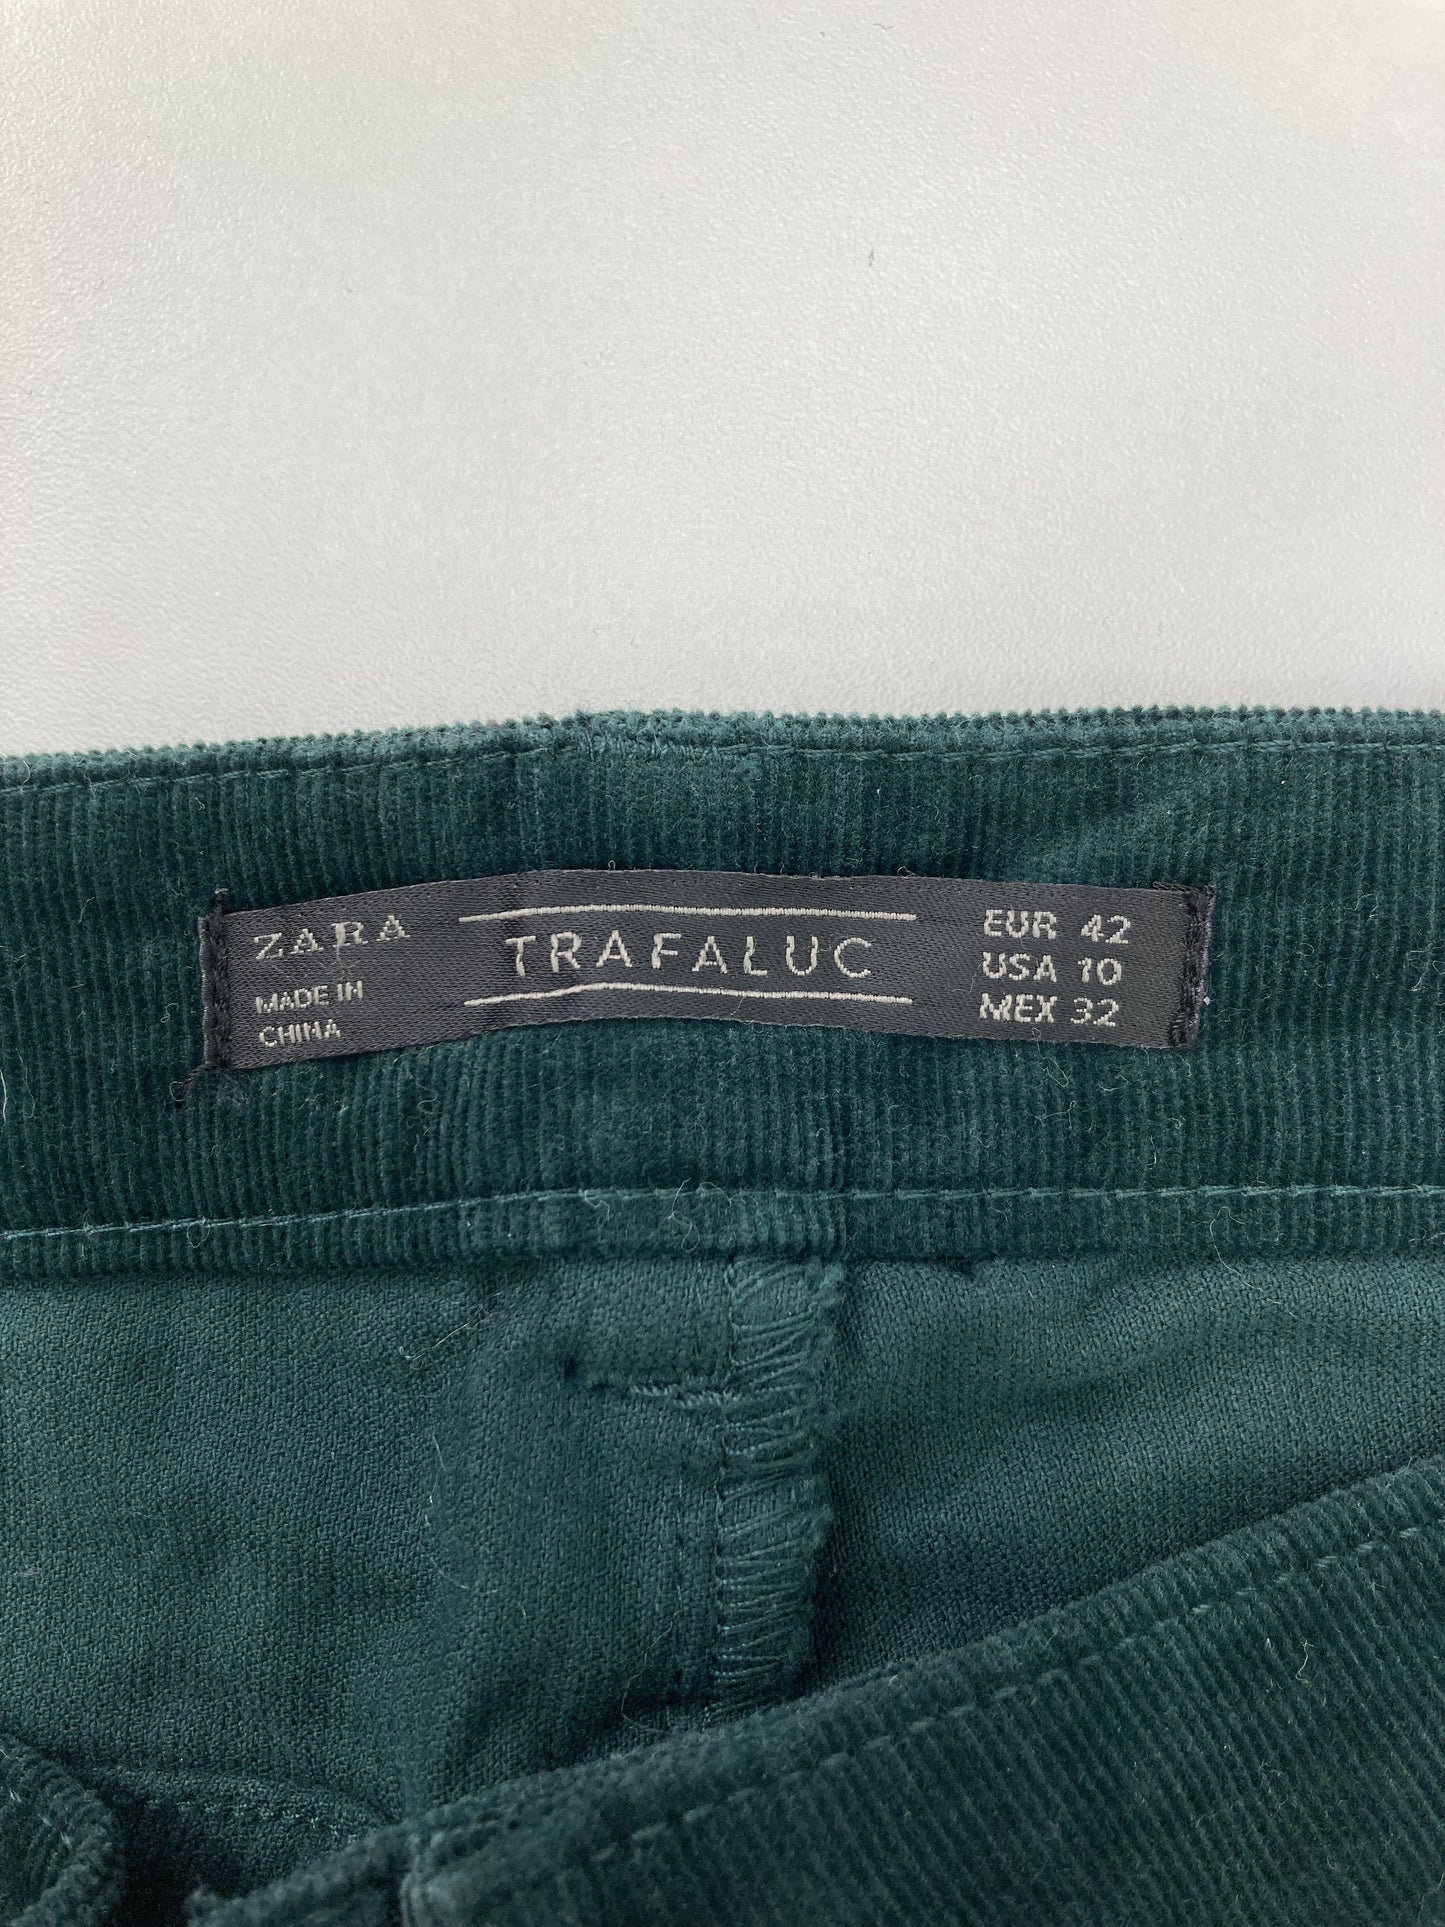 ZARA
MADE IN
CHINA
TRAFALUC
EUR 42
USA 10
MEX 32